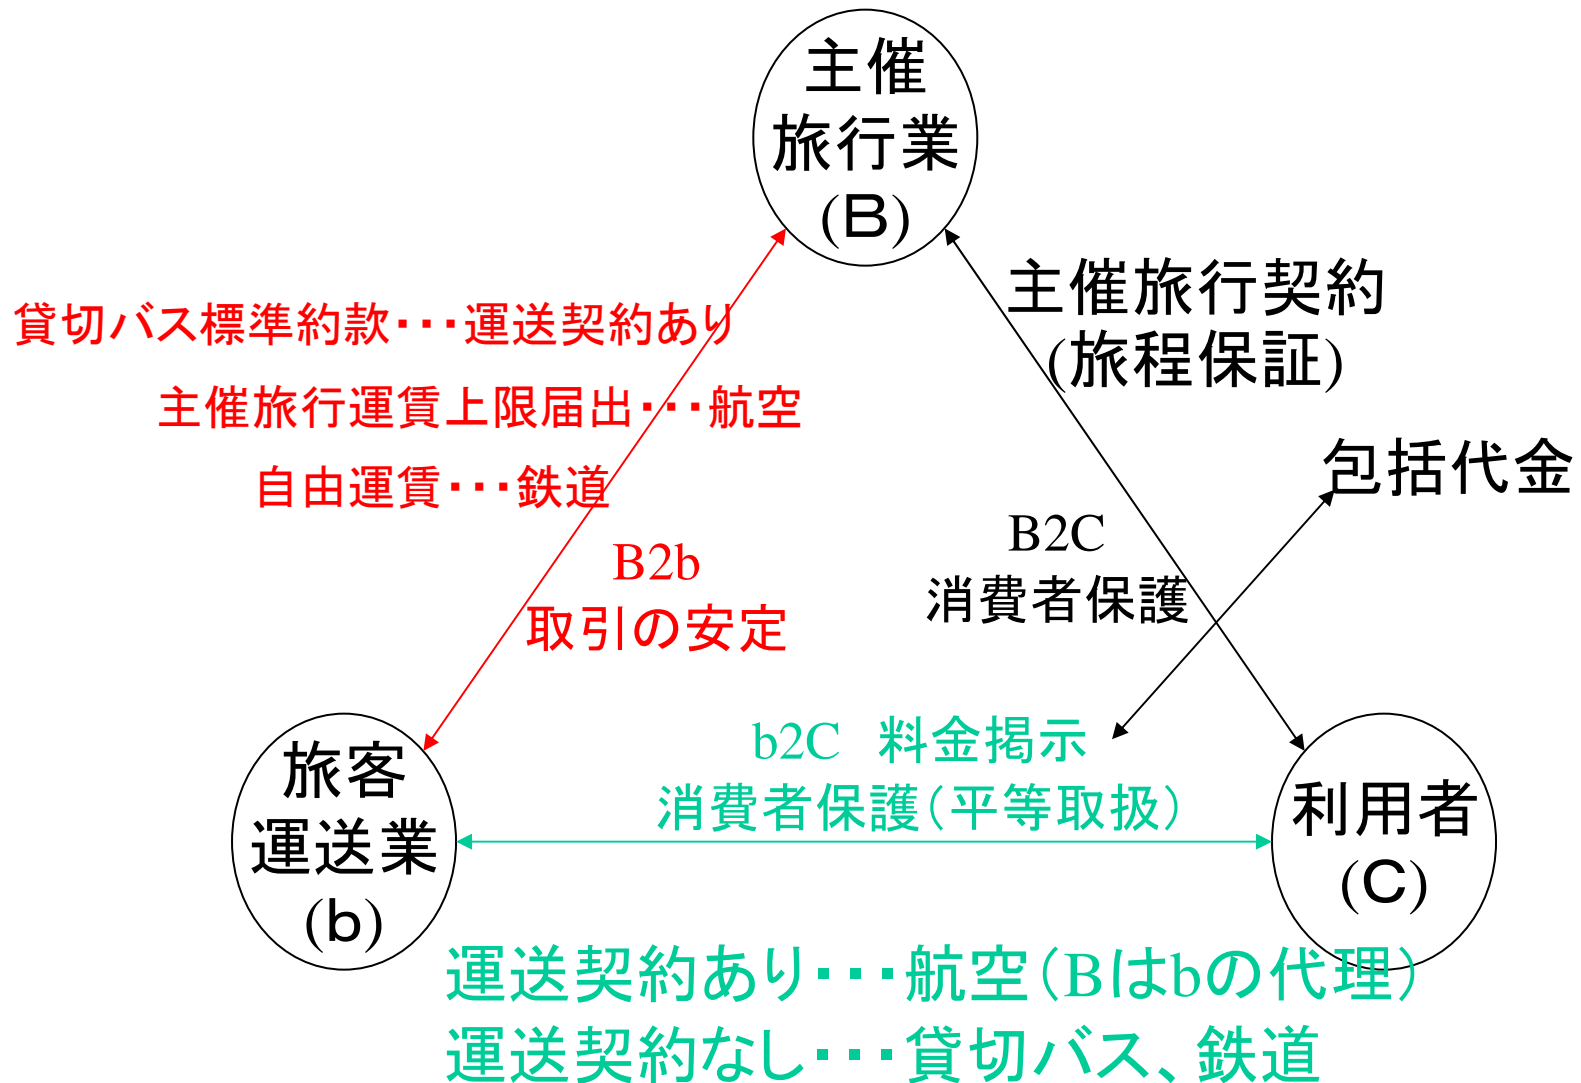 主催
旅行業
(B)
主催旅行契約
(旅程保証)
貸切バス標準約款・・・運送契約あり
主催旅行運賃上限届出・・・航空
自由運賃・・・鉄道
包括代金
B2C
消費者保護
B2b
取引の安定
b2C 料金掲示
消費者保護(平等取扱)
旅客
運送業
(b)
利用者
(C)
運送契約あり・・・航空(Bはbの代理)
運送契約なし・・・貸切バス、鉄道